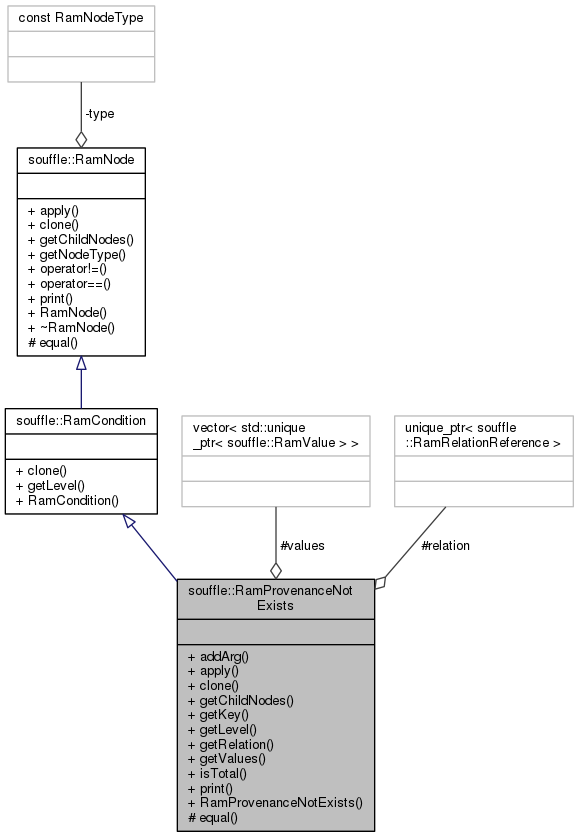 const RamNodeType
-type
souffle::RamNode
+ apply()
+ clone()
+ getChildNodes()
+ getNodeType()
+ operator!=()
+ operator==()
+ print()
+ RamNode()
+ ~RamNode()
# equal()
souffle::RamCondition
+ clone()
+ getLevel()
+ RamCondition()
vector< std::unique
_ptr< souffle::RamValue > >
unique_ptr< souffle
::RamRelationReference >
#values
#relation
souffle::RamProvenanceNot
Exists
+ addArg()
+ apply()
+ clone()
+ getChildNodes()
+ getKey()
+ getLevel()
+ getRelation()
+ getValues()
+ isTotal()
+ print()
+ RamProvenanceNotExists()
# equal()